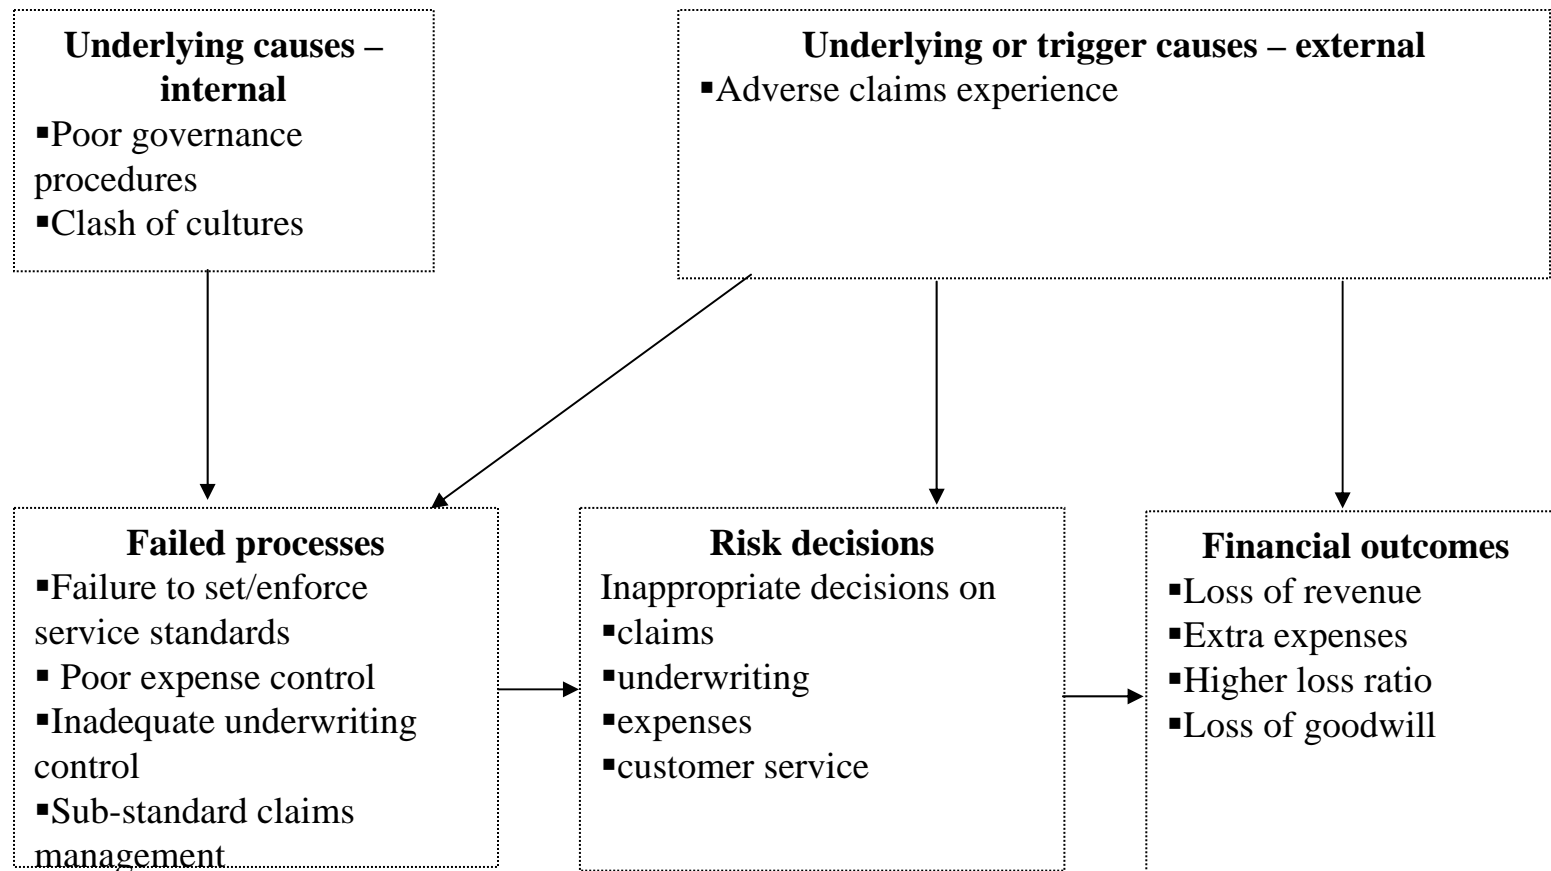 Underlying causes –
internal
▪Poor governance
procedures
▪Clash of cultures
Underlying or trigger causes – external
▪Adverse claims experience
Failed processes
▪Failure to set/enforce
service standards
▪ Poor expense control
▪Inadequate underwriting
control
▪Sub-standard claims
management
Risk decisions
Inappropriate decisions on
▪claims
▪underwriting
▪expenses
▪customer service
Financial outcomes
▪Loss of revenue
▪Extra expenses
▪Higher loss ratio
▪Loss of goodwill